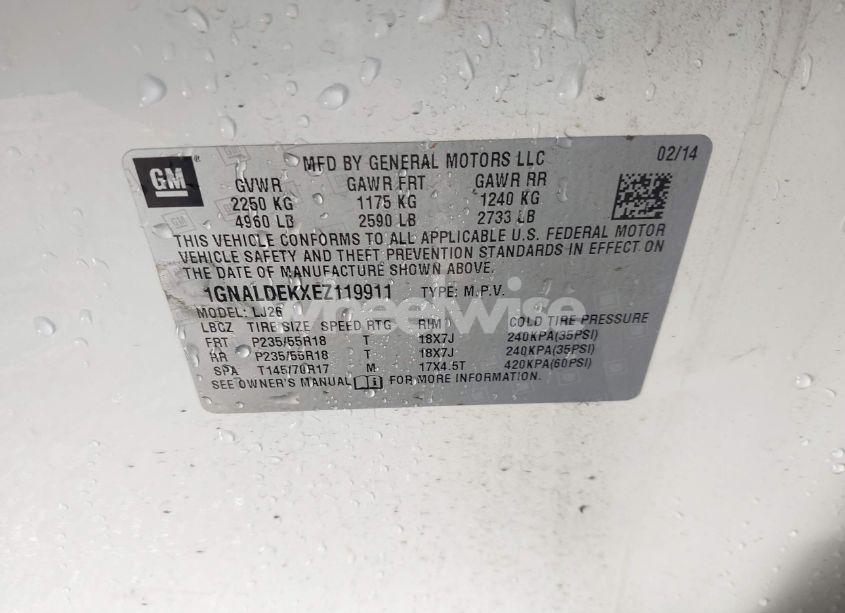 GM
MFD BY GENERAL MOTORS LLC 02/14
GVWR GAWR FRT GAWR RR
2250 KG 1175 KG 1240 KG
4960 LB 2590 LB 2733 LB
THIS VEHICLE CONFORMS TO ALL APPLICABLE U.S. FEDERAL MOTOR
VEHICLE SAFETY AND THEFT PREVENTION STANDARDS IN EFFECT ON
THE DATE OF MANUFACTURE SHOWN ABOVE.
1GNALDEKXEZ119911 TYPE: M.P.V.
wheelwise
MODEL: LJ26
LBCZ TIRE SIZE SPEED RTG RIM COLD TIRE PRESSURE
FRT P235/55R18 T 18X7J 240KPA(35PSI)
RR P235/55R18 T 18X7J 240KPA(35PSI)
SPA T145/70R17 M 17X4.5T 420KPA(60PSI)
SEE OWNER'S MANUAL FOR MORE INFORMATION.